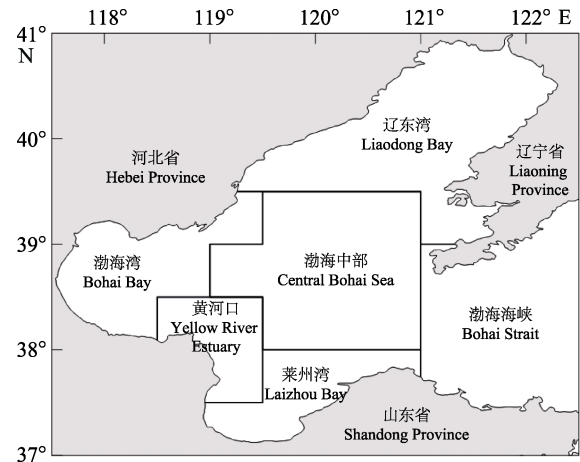 118° 119° 120° 121° 122° E
41°
N
40°
39°
38°
37°
辽东湾
Liaodong Bay
河北省
Hebei Province
辽宁省
Liaoning
Province
渤海湾
Bohai Bay
渤海中部
Central Bohai Sea
黄河口
Yellow River
Estuary
渤海海峡
Bohai Strait
莱州湾
Laizhou Bay
山东省
Shandong Province